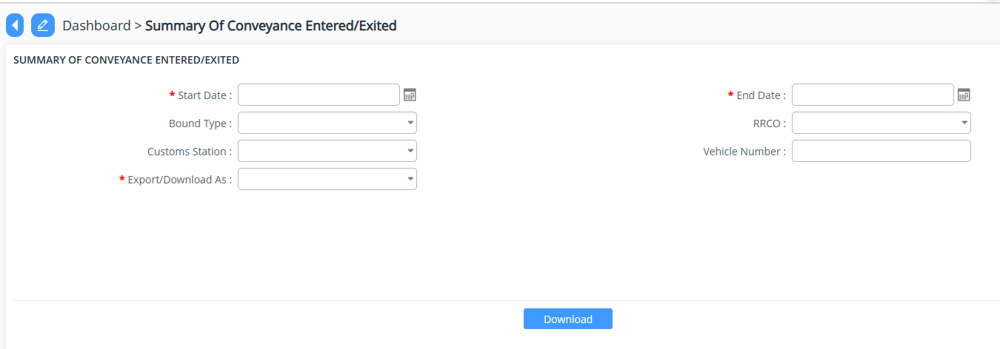 Dashboard > Summary Of Conveyance Entered/Exited
SUMMARY OF CONVEYANCE ENTERED/EXITED
* Start Date :
* End Date :
Bound Type :
RRCO :
Customs Station :
Vehicle Number :
* Export/Download As :
Download